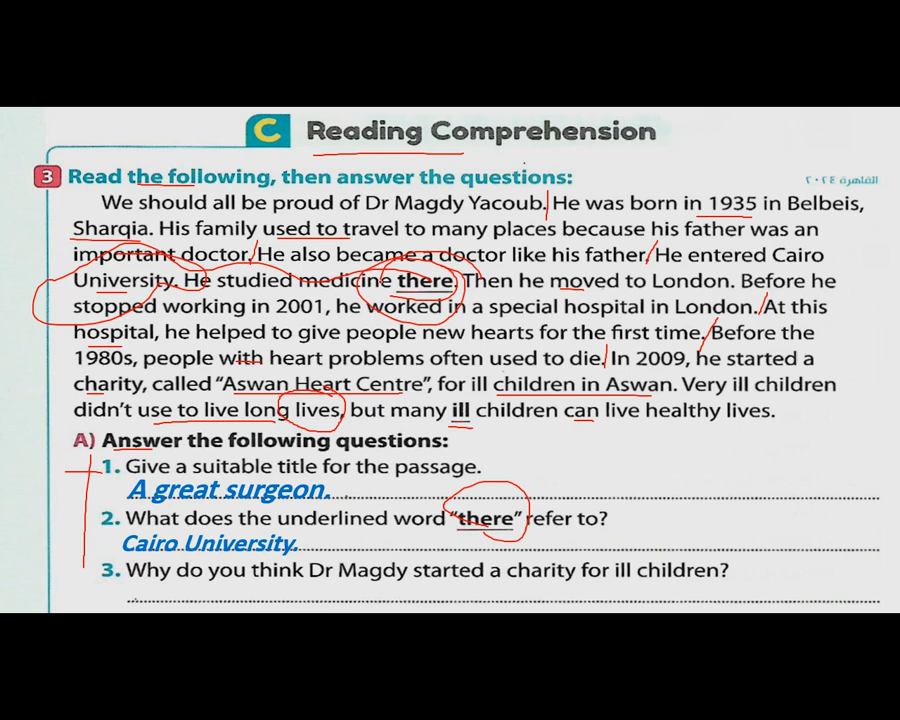 C Reading Comprehension
3 Read the following, then answer the questions:
القاهرة ٢٠٢٤
We should all be proud of Dr Magdy Yacoub. He was born in 1935 in Belbeis,
Sharqia. His family used to travel to many places because his father was an
important doctor. He also became a doctor like his father. He entered Cairo
University. He studied medicine there. Then he moved to London. Before he
stopped working in 2001, he worked in a special hospital in London. At this
hospital, he helped to give people new hearts for the first time. Before the
1980s, people with heart problems often used to die. In 2009, he started a
charity, called “Aswan Heart Centre”, for ill children in Aswan. Very ill children
didn’t use to live long lives, but many ill children can live healthy lives.
A) Answer the following questions:
1. Give a suitable title for the passage.
A great surgeon.
2. What does the underlined word “there” refer to?
Cairo University.
3. Why do you think Dr Magdy started a charity for ill children?